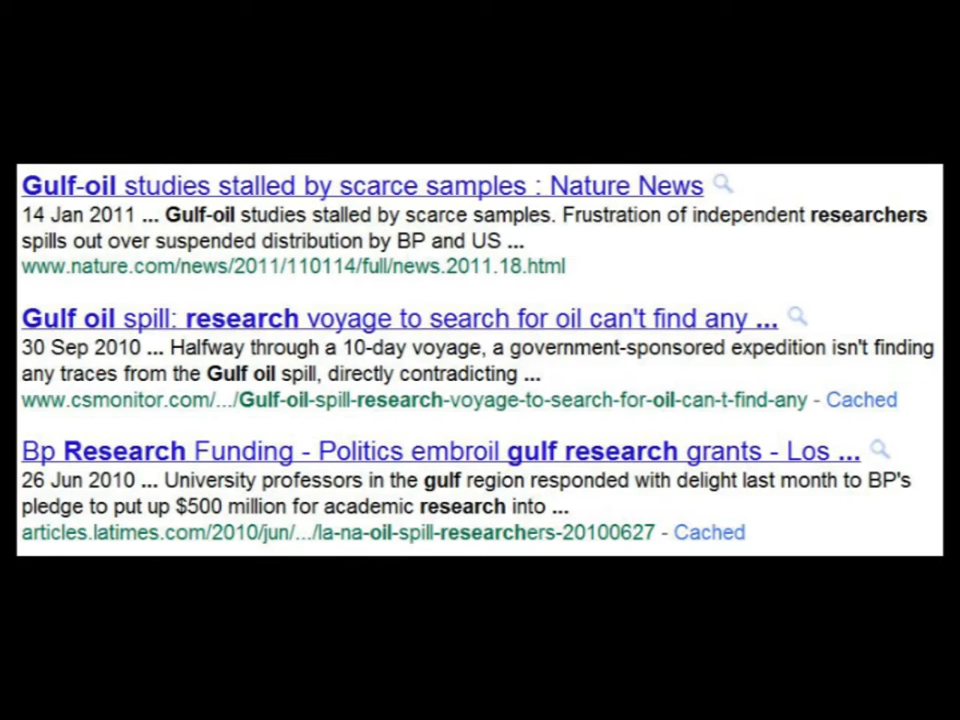 Gulf-oil studies stalled by scarce samples : Nature News
14 Jan 2011 ... Gulf-oil studies stalled by scarce samples. Frustration of independent researchers
spills out over suspended distribution by BP and US ...
www.nature.com/news/2011/110114/full/news.2011.18.html
Gulf oil spill: research voyage to search for oil can't find any ...
30 Sep 2010 ... Halfway through a 10-day voyage, a government-sponsored expedition isn't finding
any traces from the Gulf oil spill, directly contradicting ...
www.csmonitor.com/.../Gulf-oil-spill-research-voyage-to-search-for-oil-can-t-find-any - Cached
Bp Research Funding - Politics embroil gulf research grants - Los ...
26 Jun 2010 ... University professors in the gulf region responded with delight last month to BP's
pledge to put up $500 million for academic research into ...
articles.latimes.com/2010/jun/.../la-na-oil-spill-researchers-20100627 - Cached